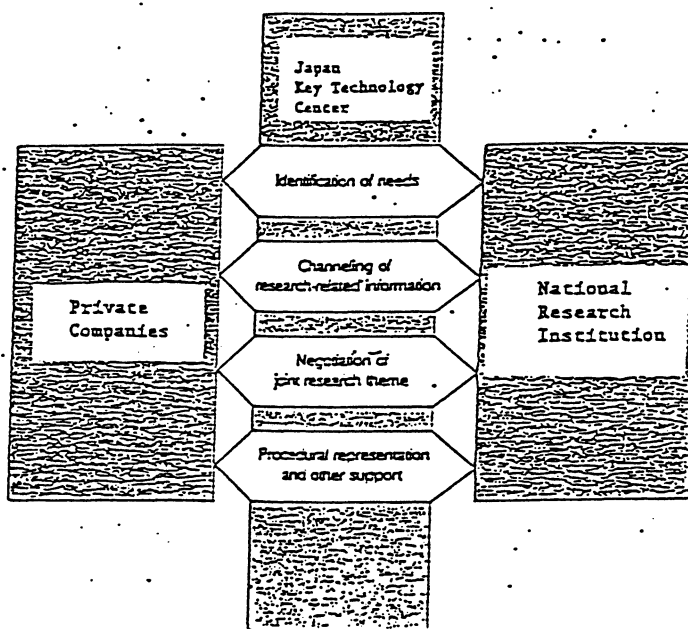 Japan
Key Technology
Center
Identification of needs
Channeling of
research-related information
Private
Companies
National
Research
Institution
Negotiation of
joint research theme
Procedural representation
and other support